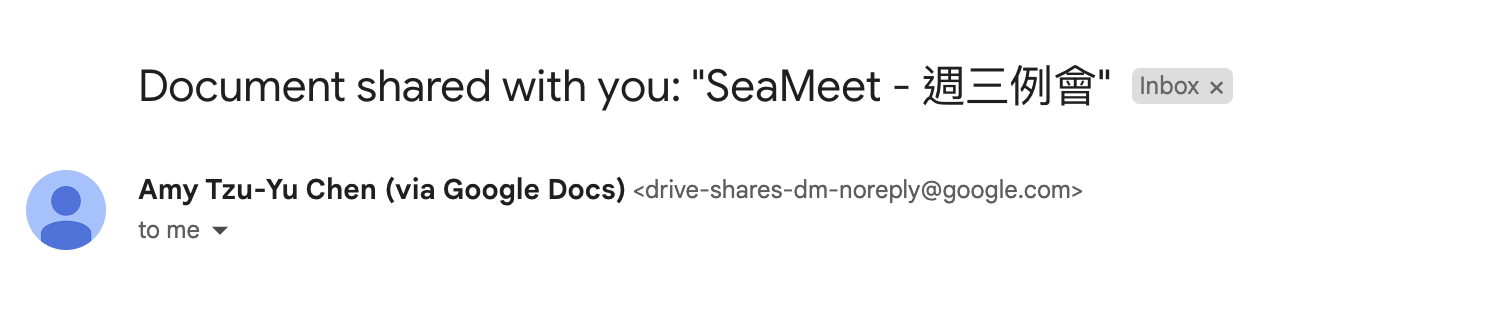 Document shared with you: "SeaMeet - 週三例會" Inbox ×
Amy Tzu-Yu Chen (via Google Docs) <drive-shares-dm-noreply@google.com>
to me